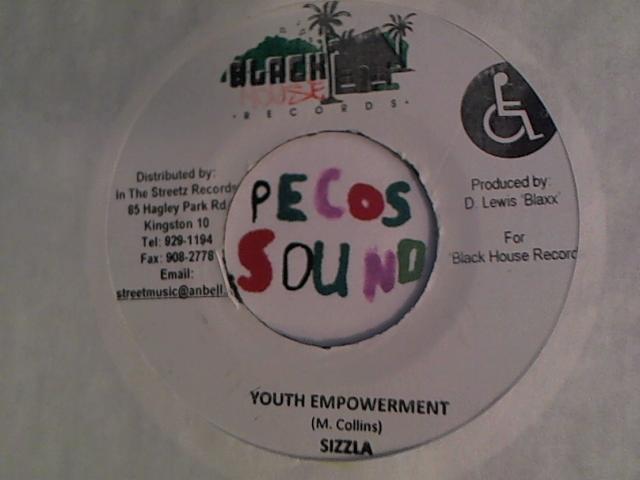 BLACK
HOUSE
· RECORDS ·
Distributed by:
In The Streetz Records
85 Hagley Park Rd
Kingston 10
Tel: 929-1194
Fax: 908-2778
Email:
streetmusic@anbell.
PECOS
SOUND
Produced by:
D. Lewis 'Blaxx'
For
'Black House Record
YOUTH EMPOWERMENT
(M. Collins)
SIZZLA